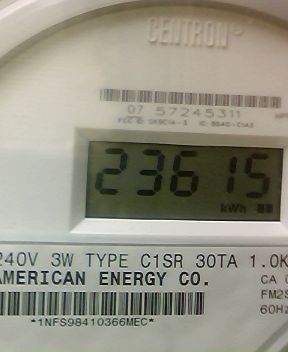 CENTRON
07 57245311
23615
kWh
240V 3W TYPE C1SR 30TA 1.0K
AMERICAN ENERGY CO. CA
FM2S
60Hz
*1NFS98410366MEC*